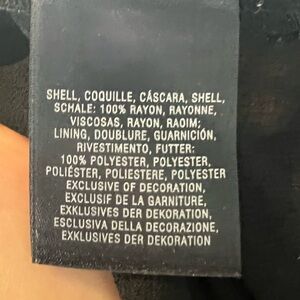 SHELL, COQUILLE, CÁSCARA, SHELL,
SCHALE: 100% RAYON, RAYONNE,
VISCOSAS, RAYON, RAOIM;
LINING, DOUBLURE, GUARNICIÓN,
RIVESTIMENTO, FUTTER:
100% POLYESTER, POLYESTER,
POLIÉSTER, POLIESTERE, POLYESTER
EXCLUSIVE OF DECORATION,
EXCLUSIF DE LA GARNITURE,
EXKLUSIVES DER DEKORATION,
ESCLUSIVA DELLA DECORAZIONE,
EXKLUSIVES DER DEKORATION